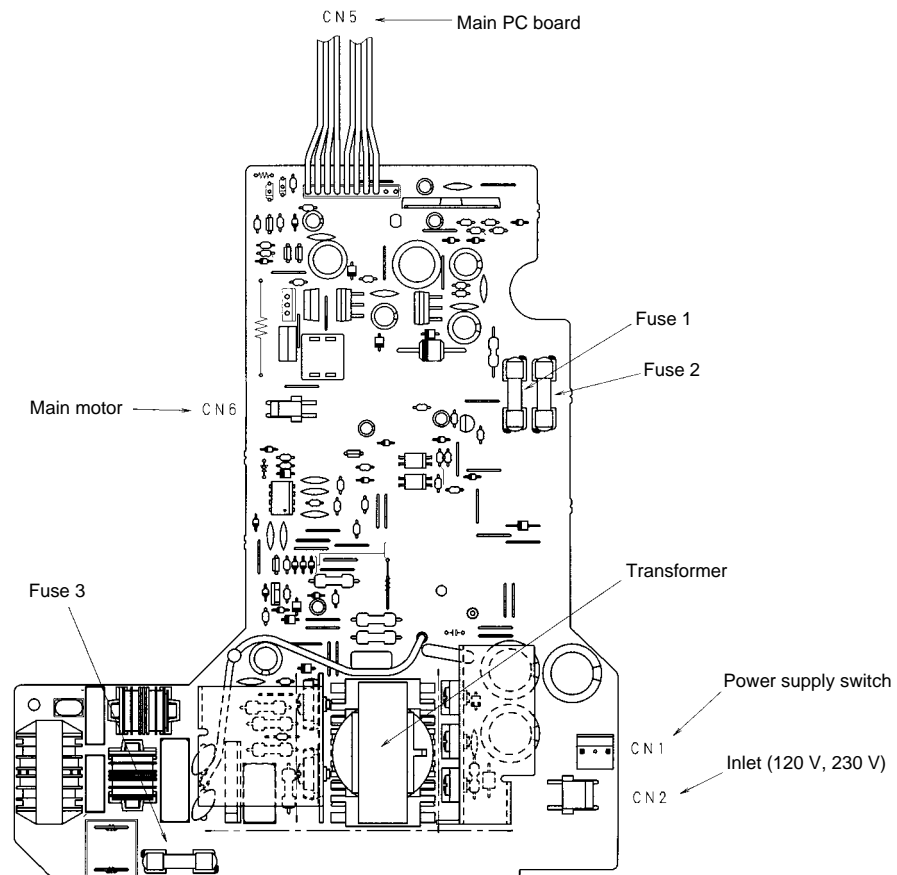 CN5
Main PC board
Fuse 1
Fuse 2
Main motor
CN6
Transformer
Fuse 3
Power supply switch
CN1
Inlet (120 V, 230 V)
CN2